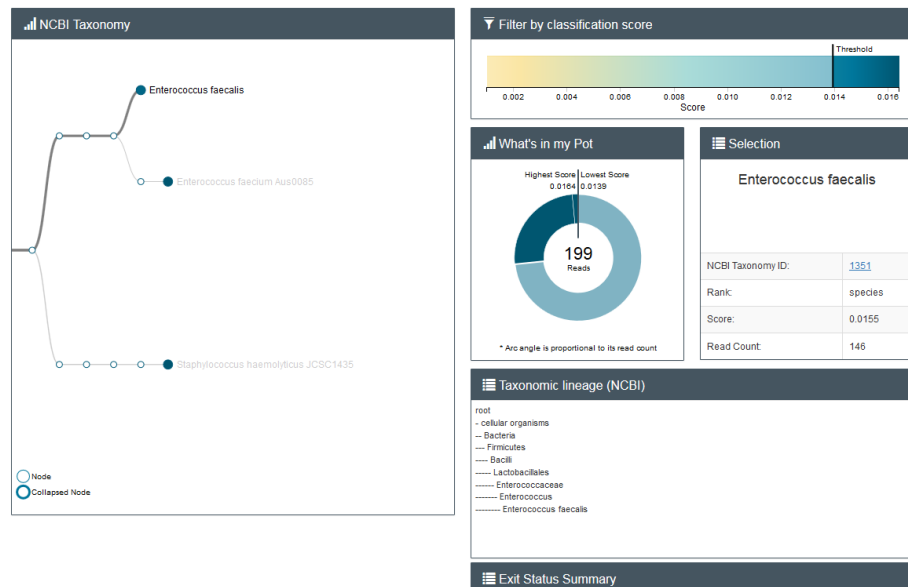 NCBI Taxonomy
Enterococcus faecalis
Enterococcus faecium Aus0085
Staphylococcus haemolyticus JCSC1435
Node
Collapsed Node
Filter by classification score
Threshold
0.002 0.004 0.006 0.008 0.010 0.012 0.014 0.016
Score
What's in my Pot
Highest Score Lowest Score
0.0164 0.0139
199
Reads
* Arc angle is proportional to its read count
Selection
Enterococcus faecalis
NCBI Taxonomy ID: 1351
Rank: species
Score: 0.0155
Read Count: 146
Taxonomic lineage (NCBI)
root
- cellular organisms
-- Bacteria
--- Firmicutes
---- Bacilli
----- Lactobacillales
------ Enterococcaceae
------- Enterococcus
-------- Enterococcus faecalis
Exit Status Summary